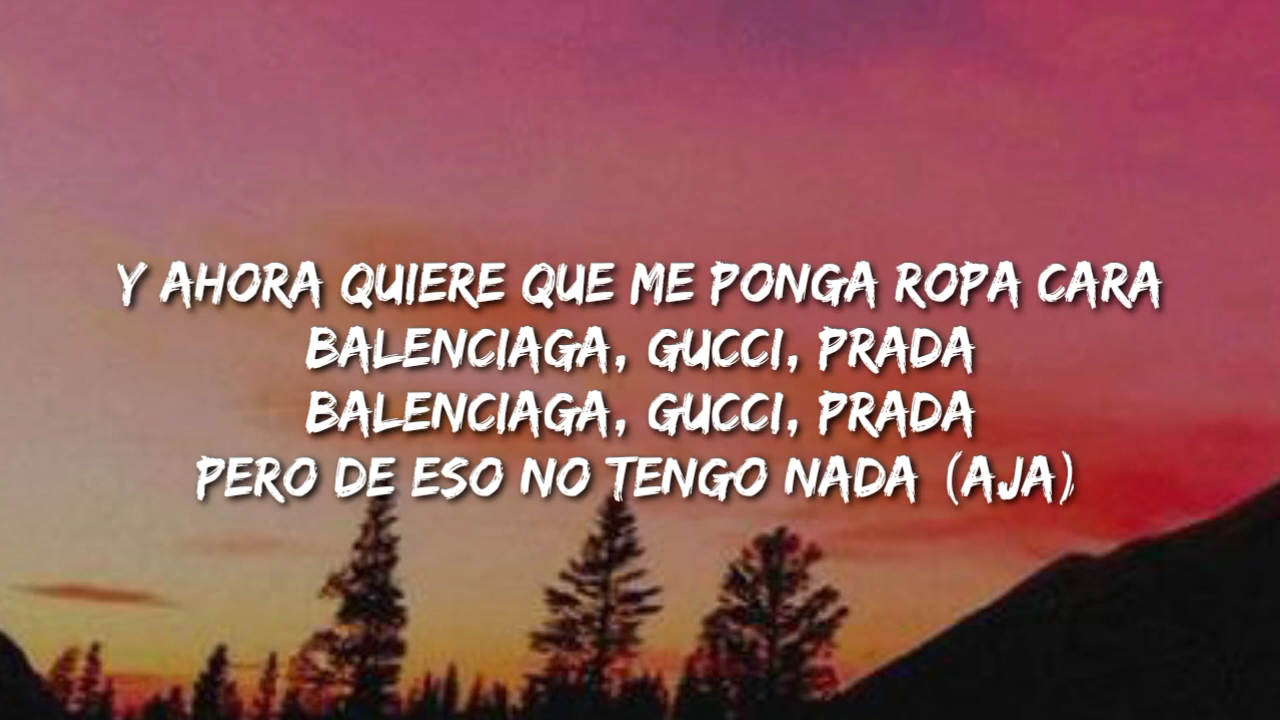 Y AHORA QUIERE QUE ME PONGA ROPA CARA
BALENCIAGA, GUCCI, PRADA
BALENCIAGA, GUCCI, PRADA
PERO DE ESO NO TENGO NADA (AJA)